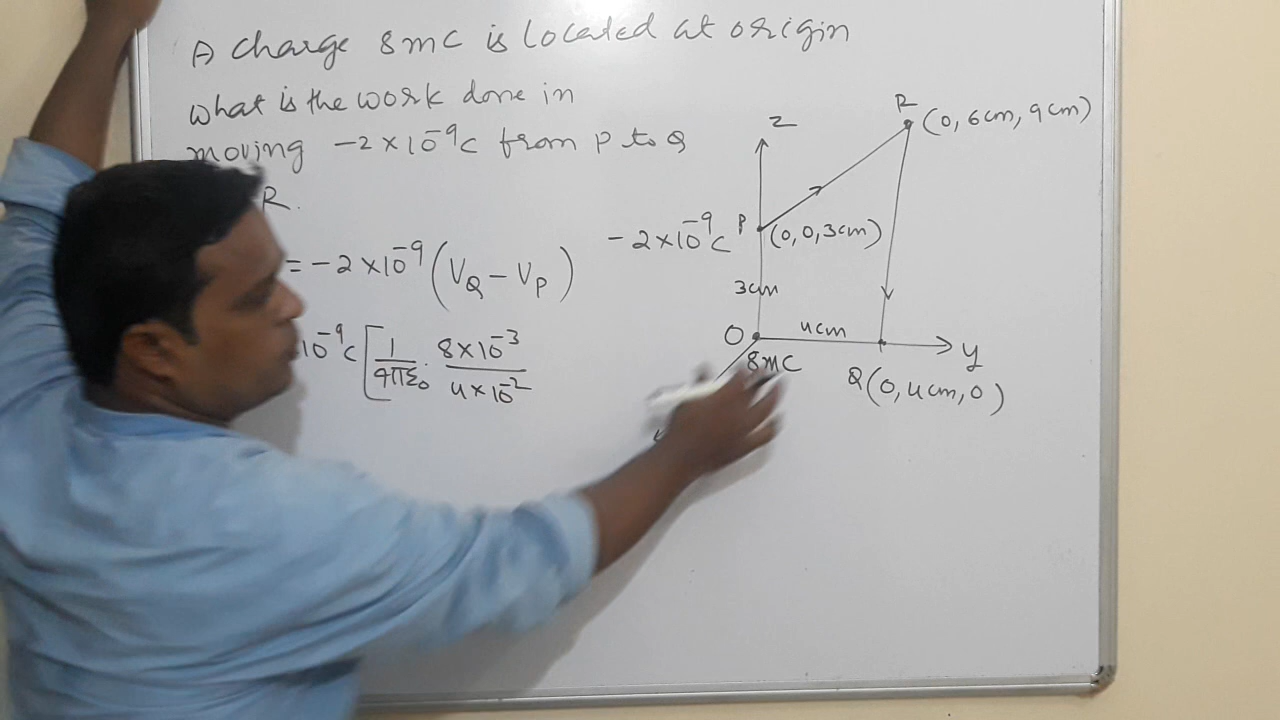 A charge 8mC is located at origin
what is the work done in
moving −2×10⁻⁹C from P to Q
R.
= −2×10⁻⁹(V_Q − V_P)
10⁻⁹C [1/4πε₀ · 8×10⁻³/4×10⁻²
Z
R (0, 6cm, 9cm)
−2×10⁻⁹C P (0,0,3cm)
3cm
O 4cm y
8mC
Q(0, 4cm, 0)